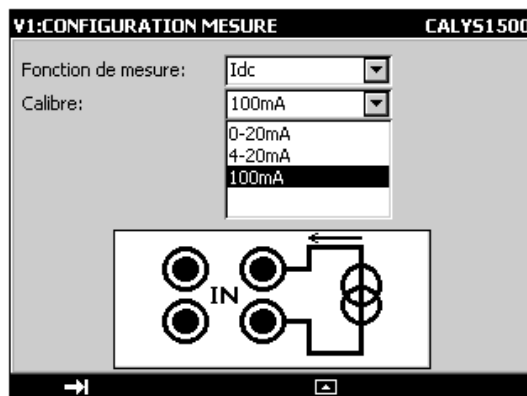 V1:CONFIGURATION MESURE CALYS1500
Fonction de mesure: Idc
Calibre: 100mA
0-20mA
4-20mA
100mA
IN